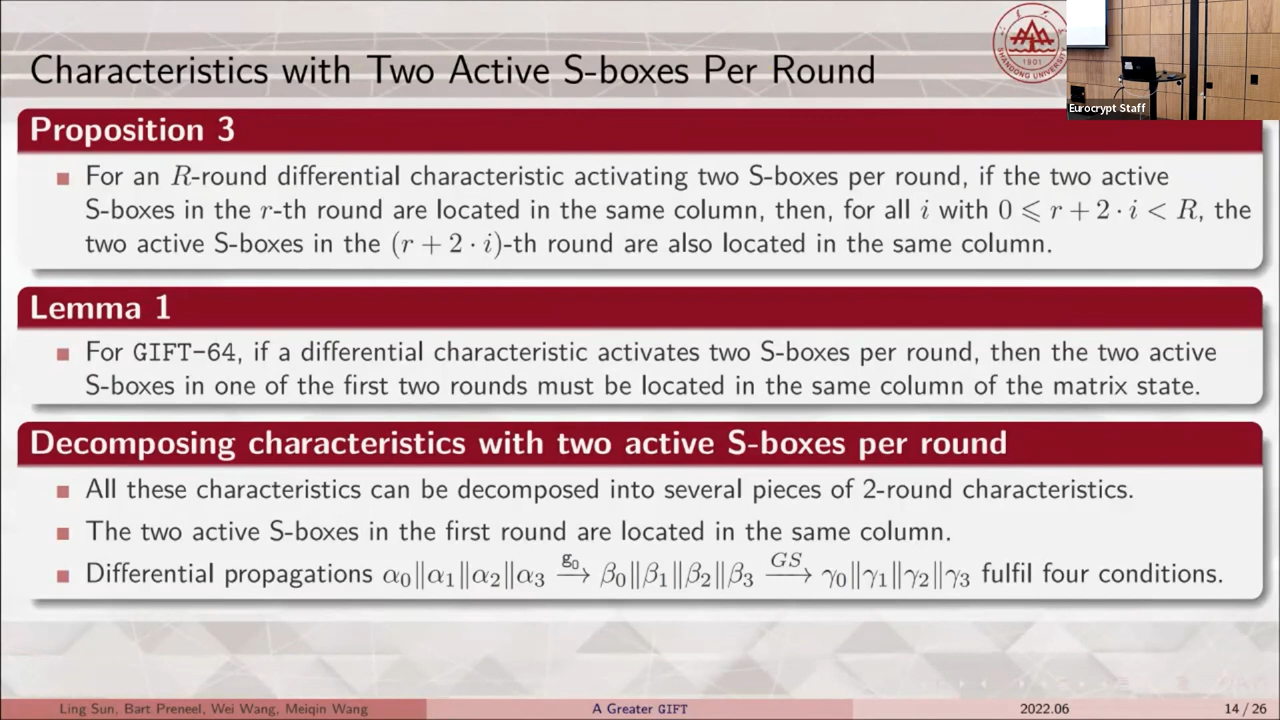 Characteristics with Two Active S-boxes Per Round
SHANDONG UNIVERSITY
1901
Eurocrypt Staff
Proposition 3
For an R-round differential characteristic activating two S-boxes per round, if the two active
S-boxes in the r-th round are located in the same column, then, for all i with 0 ⩽ r + 2 · i < R, the
two active S-boxes in the (r + 2 · i)-th round are also located in the same column.
Lemma 1
For GIFT-64, if a differential characteristic activates two S-boxes per round, then the two active
S-boxes in one of the first two rounds must be located in the same column of the matrix state.
Decomposing characteristics with two active S-boxes per round
All these characteristics can be decomposed into several pieces of 2-round characteristics.
The two active S-boxes in the first round are located in the same column.
Differential propagations α₀‖α₁‖α₂‖α₃ —g₀→ β₀‖β₁‖β₂‖β₃ —GS→ γ₀‖γ₁‖γ₂‖γ₃ fulfil four conditions.
Ling Sun, Bart Preneel, Wei Wang, Meiqin Wang
A Greater GIFT
2022.06
14 / 26